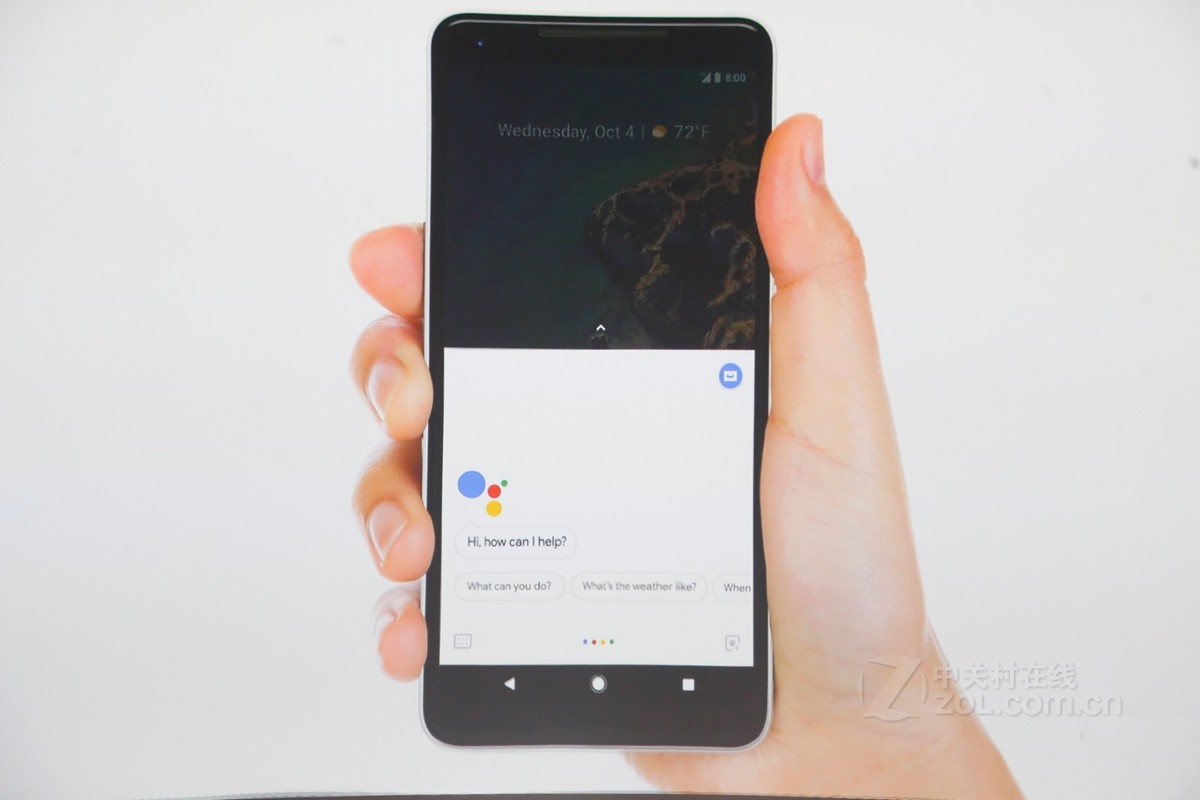 8:00
Wednesday, Oct 4 | 72°F
Hi, how can I help?
What can you do? What's the weather like? When
中关村在线
ZOL.com.cn